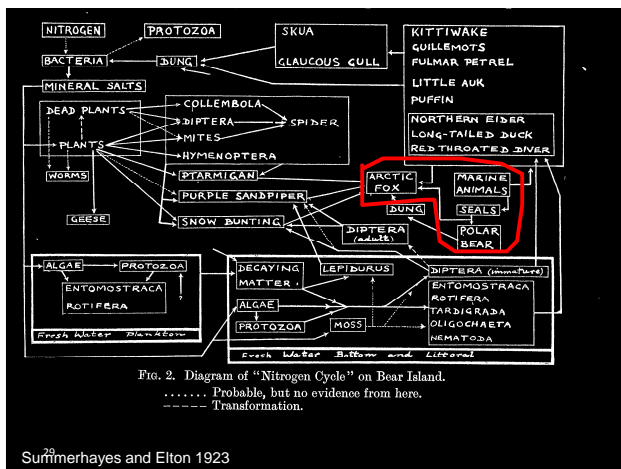 NITROGEN
PROTOZOA
BACTERIA
DUNG
MINERAL SALTS
SKUA
GLAUCOUS GULL
KITTIWAKE
GUILLEMOTS
FULMAR PETREL
LITTLE AUK
PUFFIN
NORTHERN EIDER
LONG-TAILED DUCK
RED THROATED DIVER
DEAD PLANTS
PLANTS
WORMS
GEESE
COLLEMBOLA
DIPTERA
MITES
HYMENOPTERA
SPIDER
PTARMIGAN
PURPLE SANDPIPER
SNOW BUNTING
ARCTIC
FOX
MARINE
ANIMALS
DUNG
SEALS
POLAR
BEAR
DIPTERA
(adult)
ALGAE
PROTOZOA
ENTOMOSTRACA
ROTIFERA
?
Fresh Water Plankton
DECAYING
MATTER.
LEPIDURUS
DIPTERA (immature)
ALGAE
PROTOZOA
MOSS
ENTOMOSTRACA
ROTIFERA
TARDIGRADA
OLIGOCHAETA
NEMATODA
Fresh Water Bottom and Littoral
FIG. 2. Diagram of "Nitrogen Cycle" on Bear Island.
....... Probable, but no evidence from here.
----- Transformation.
29
Summerhayes and Elton 1923